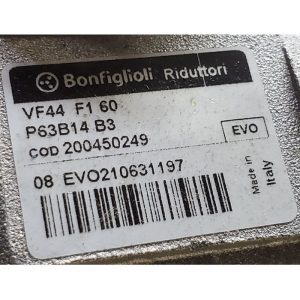 Bonfiglioli Riduttori
VF44 F1 60
P63B14 B3
COD 200450249
EVO
08 EVO210631197
Made in
Italy